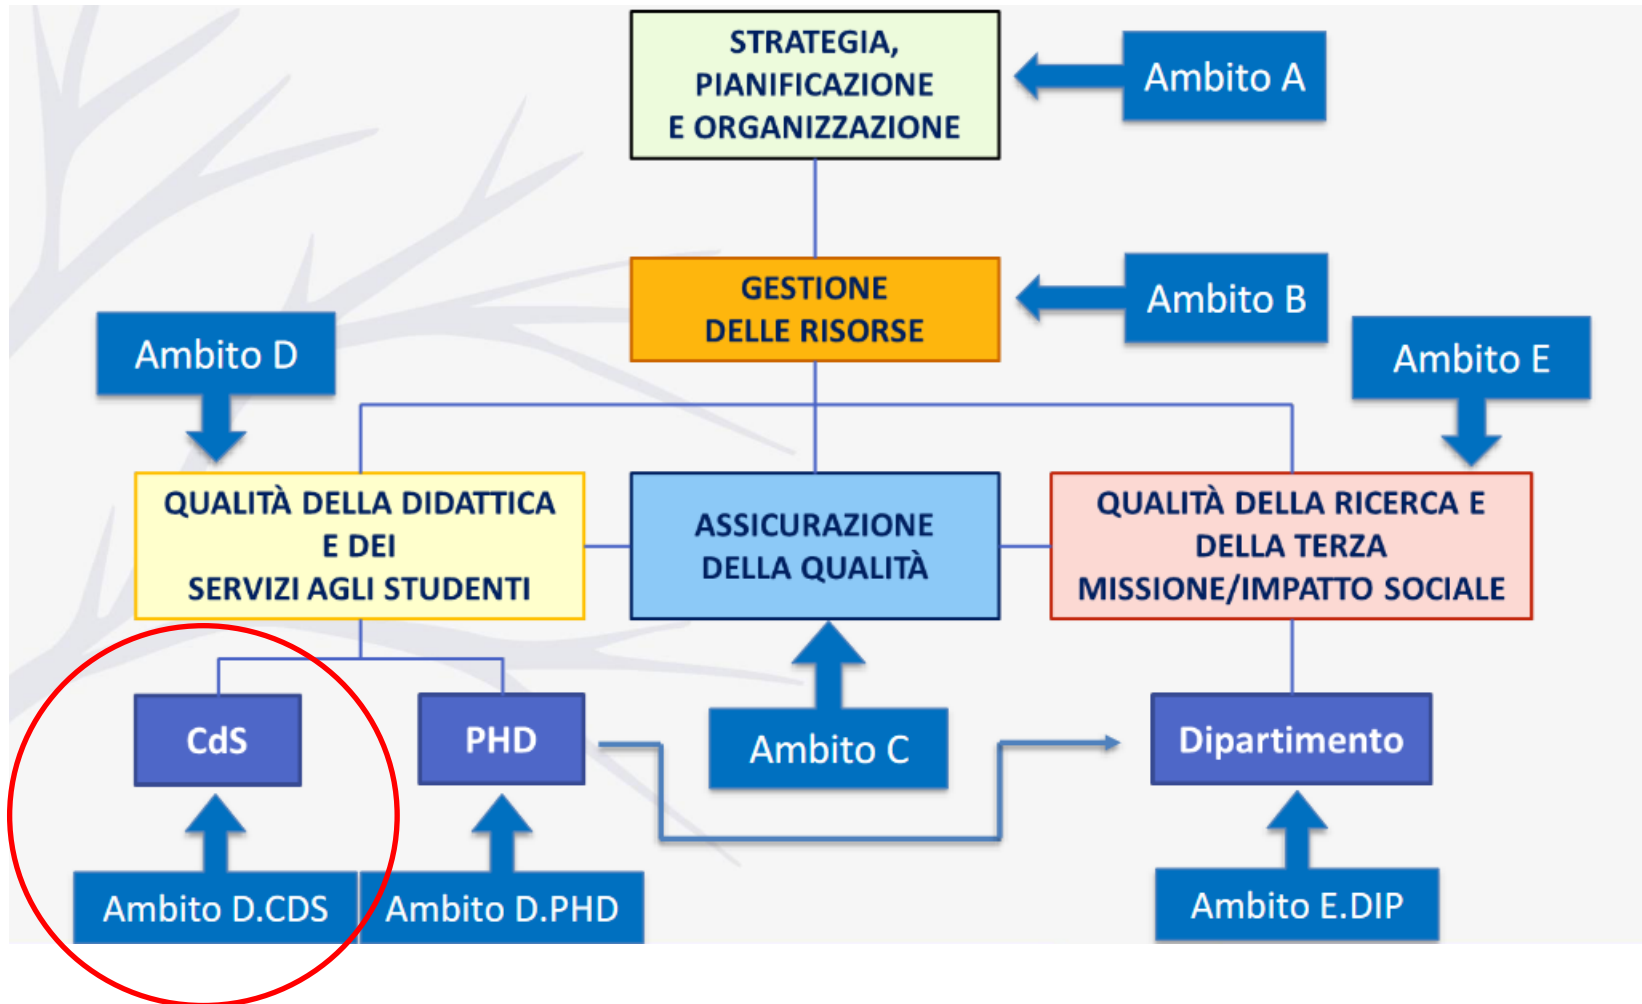 STRATEGIA,
PIANIFICAZIONE
E ORGANIZZAZIONE
Ambito A
GESTIONE
DELLE RISORSE
Ambito B
Ambito D
Ambito E
QUALITÀ DELLA DIDATTICA
E DEI
SERVIZI AGLI STUDENTI
ASSICURAZIONE
DELLA QUALITÀ
QUALITÀ DELLA RICERCA E
DELLA TERZA
MISSIONE/IMPATTO SOCIALE
CdS
PHD
Ambito C
Dipartimento
Ambito D.CDS
Ambito D.PHD
Ambito E.DIP